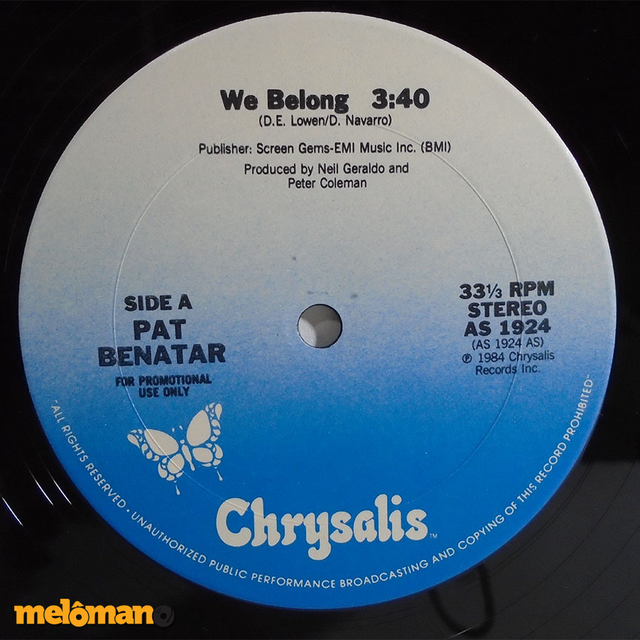 We Belong 3:40
(D.E. Lowen/D. Navarro)
Publisher: Screen Gems-EMI Music Inc. (BMI)
Produced by Neil Geraldo and
Peter Coleman
SIDE A
PAT
BENATAR
FOR PROMOTIONAL
USE ONLY
33⅓ RPM
STEREO
AS 1924
(AS 1924 AS)
℗ 1984 Chrysalis
Records Inc.
Chrysalis™
"ALL RIGHTS RESERVED - UNAUTHORIZED PUBLIC PERFORMANCE BROADCASTING AND COPYING OF THIS RECORD PROHIBITED"
melômano